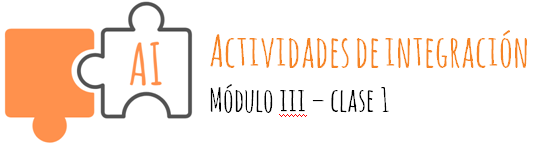 AI
ACTIVIDADES DE INTEGRACIÓN
MÓDULO III – CLASE 1